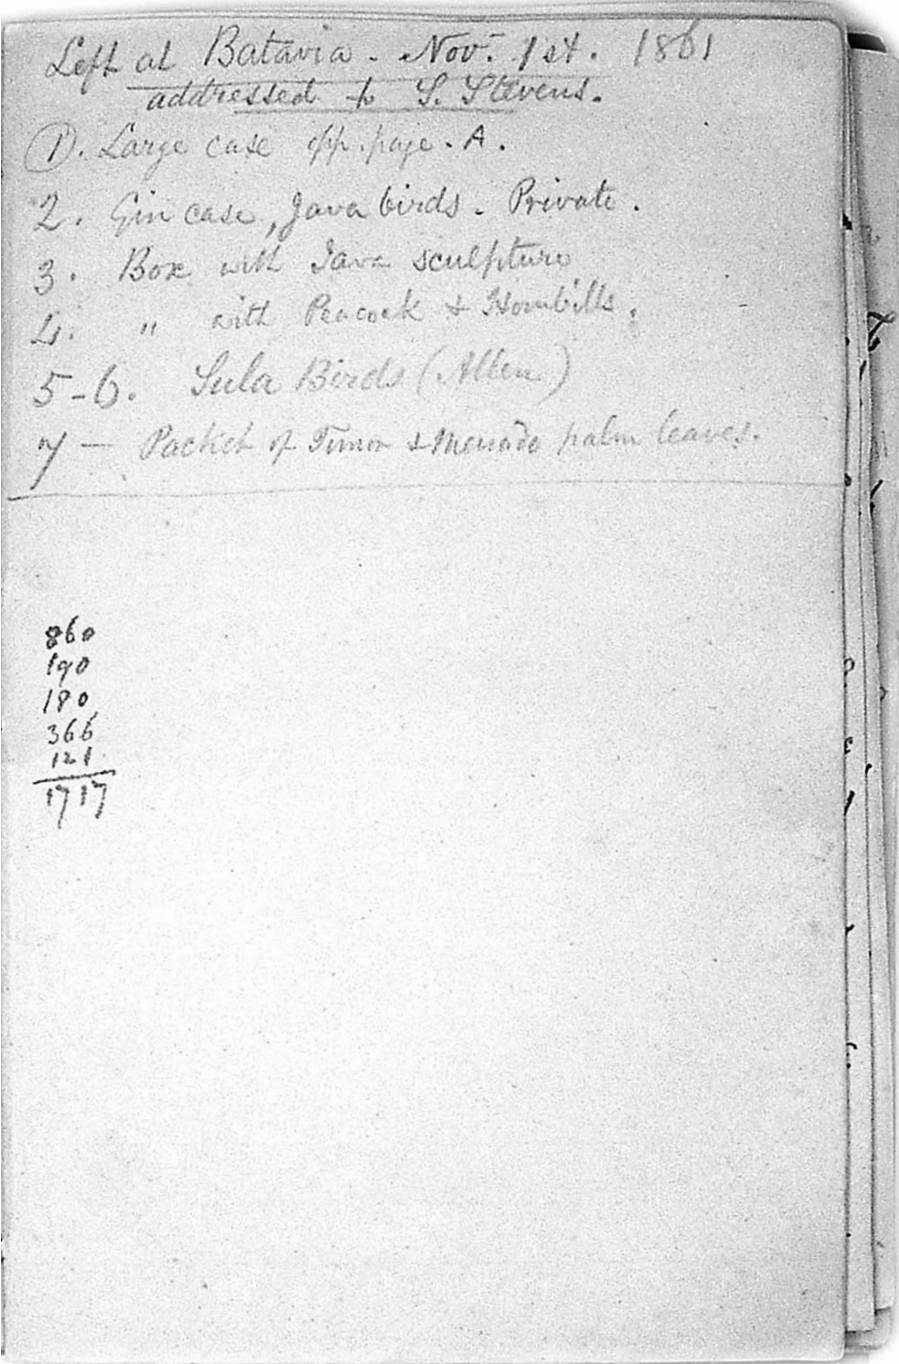 Left at Batavia - Nov. 1st. 1861
addressed to S. Stevens.
1). Large case opp. page. A.
2. Gin case, Java birds. Private.
3. Box with Java sculpture
4. " with Peacock & Hornbills.
5-6. Sula Birds (Allen)
7 — Packet of Timor & Menado palm leaves.
860
190
180
366
121
1717